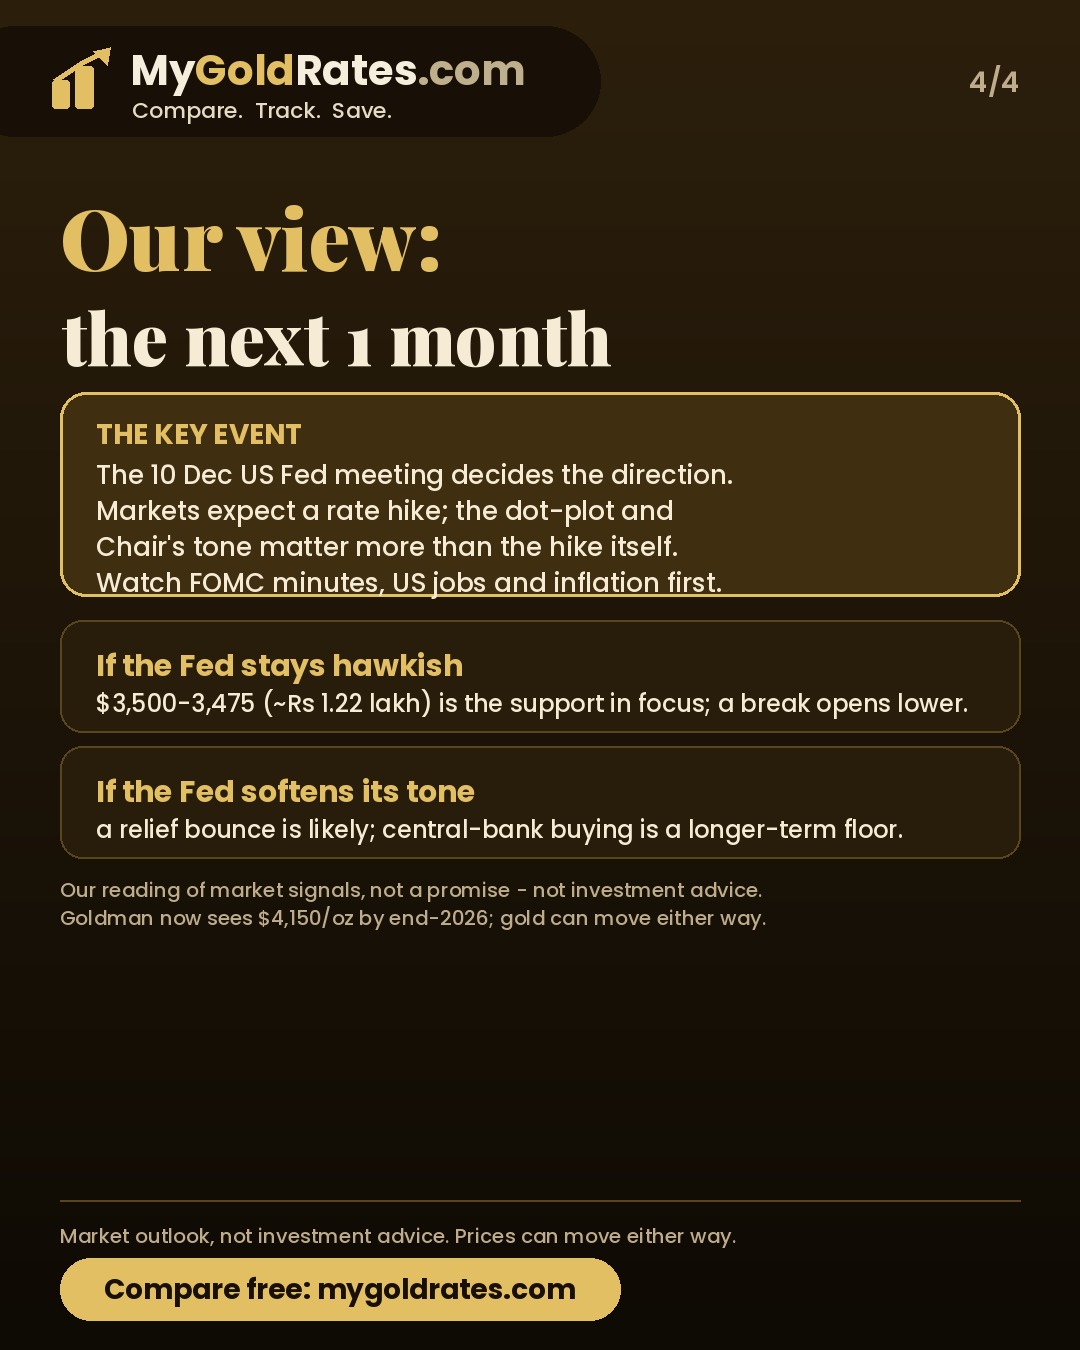 MyGoldRates.com
Compare. Track. Save.
4/4
Our view:
the next 1 month
THE KEY EVENT
The 10 Dec US Fed meeting decides the direction.
Markets expect a rate hike; the dot-plot and
Chair's tone matter more than the hike itself.
Watch FOMC minutes, US jobs and inflation first.
If the Fed stays hawkish
$3,500-3,475 (~Rs 1.22 lakh) is the support in focus; a break opens lower.
If the Fed softens its tone
a relief bounce is likely; central-bank buying is a longer-term floor.
Our reading of market signals, not a promise - not investment advice.
Goldman now sees $4,150/oz by end-2026; gold can move either way.
Market outlook, not investment advice. Prices can move either way.
Compare free: mygoldrates.com